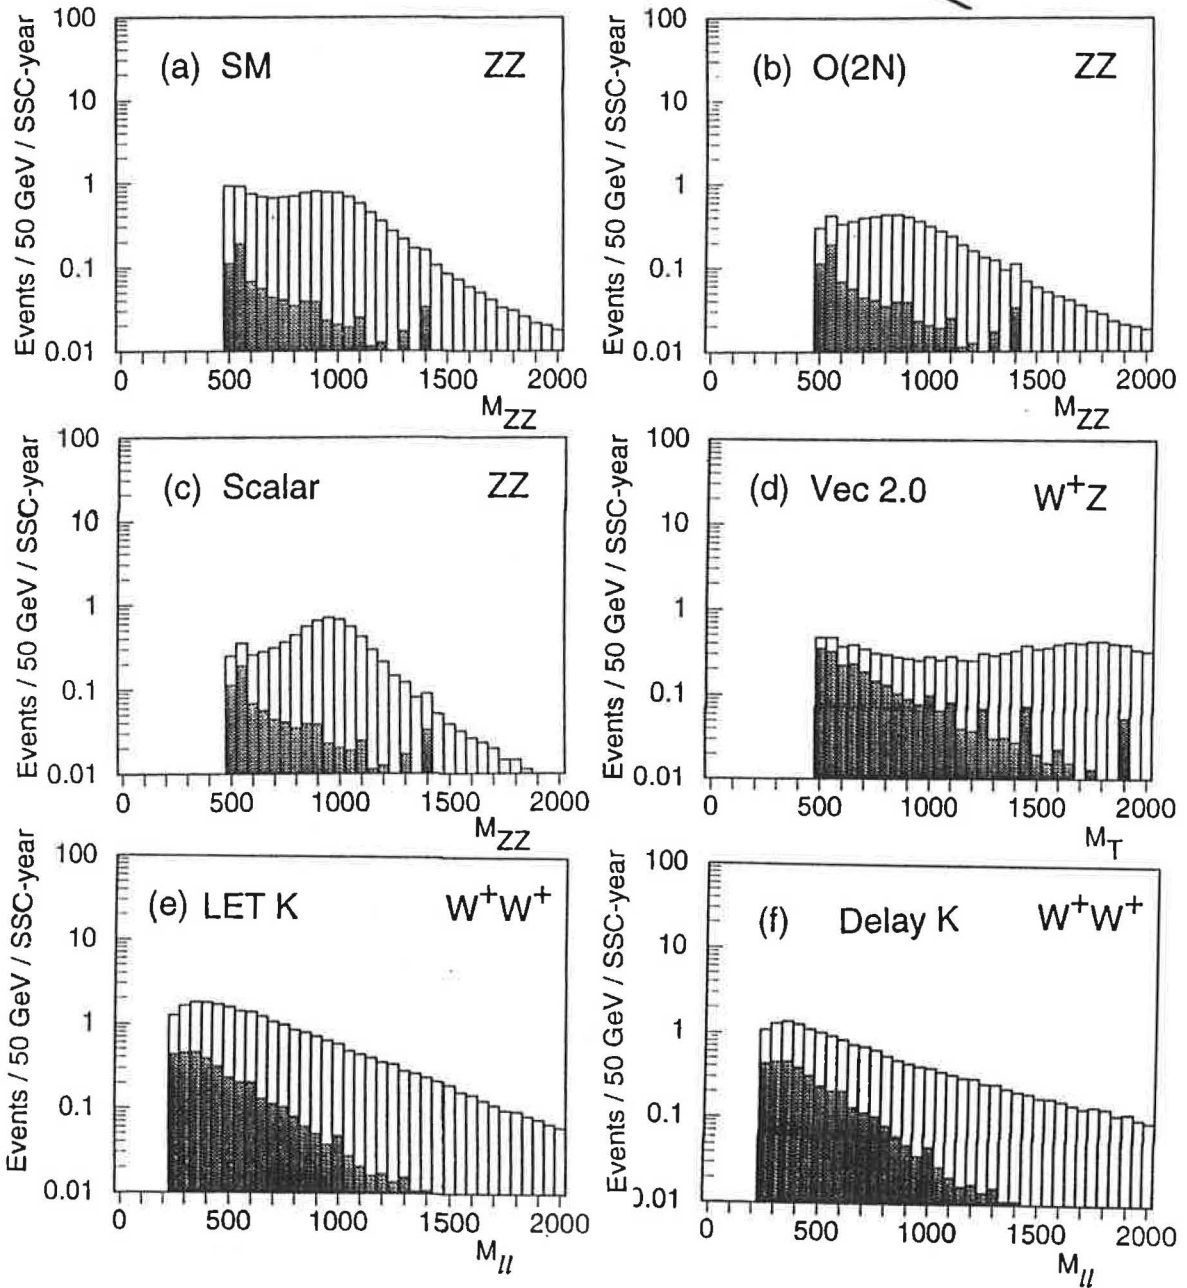 (a) SM ZZ
Events / 50 GeV / SSC-year
100
10
1
0.1
0.01
0 500 1000 1500 2000
M_ZZ
(b) O(2N) ZZ
Events / 50 GeV / SSC-year
100
10
1
0.1
0.01
0 500 1000 1500 2000
M_ZZ
(c) Scalar ZZ
Events / 50 GeV / SSC-year
100
10
1
0.1
0.01
0 500 1000 1500 2000
M_ZZ
(d) Vec 2.0 W⁺Z
Events / 50 GeV / SSC-year
100
10
1
0.1
0.01
0 500 1000 1500 2000
M_T
(e) LET K W⁺W⁺
Events / 50 GeV / SSC-year
100
10
1
0.1
0.01
0 500 1000 1500 2000
M_ll
(f) Delay K W⁺W⁺
Events / 50 GeV / SSC-year
100
10
1
0.1
0.01
0 500 1000 1500 2000
M_ll